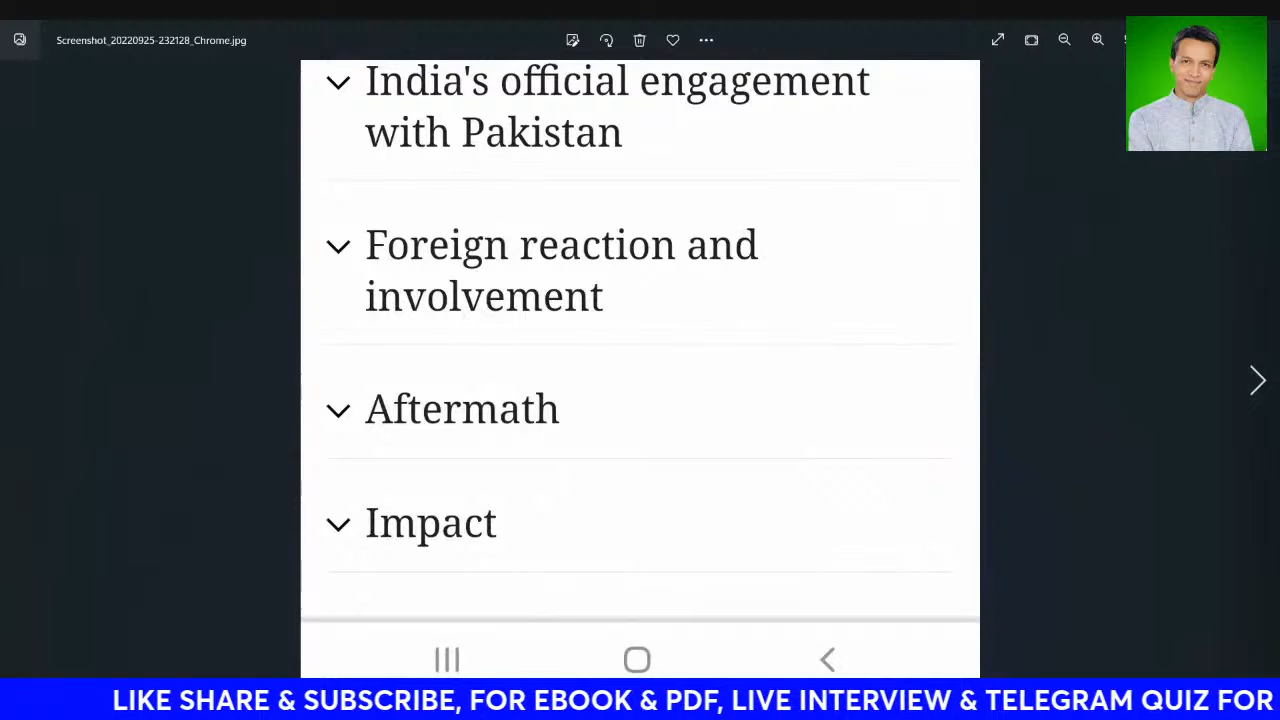 Screenshot_20220925-232128_Chrome.jpg
India's official engagement
with Pakistan
Foreign reaction and
involvement
Aftermath
Impact
LIKE SHARE & SUBSCRIBE, FOR EBOOK & PDF, LIVE INTERVIEW & TELEGRAM QUIZ FOR